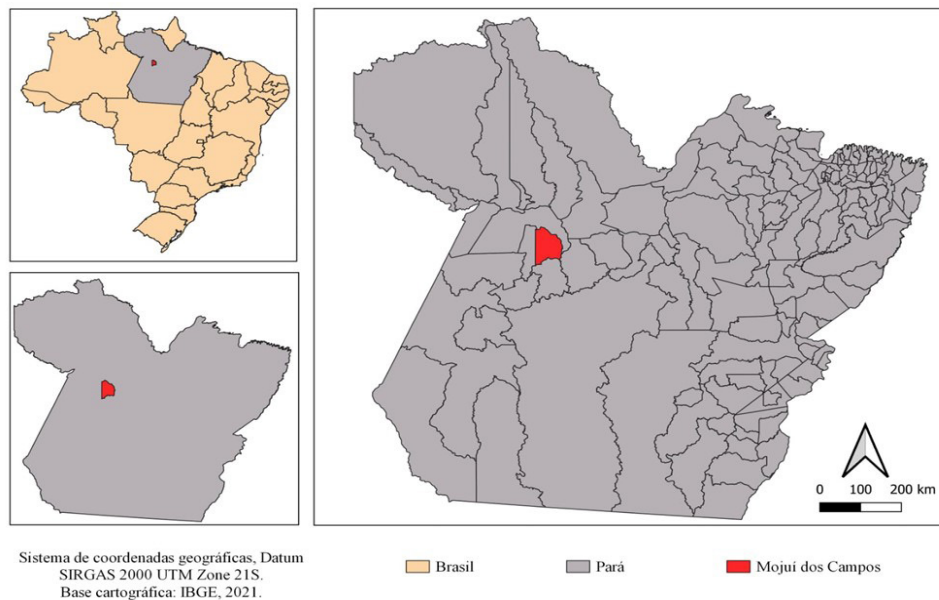 0 100 200 km
Sistema de coordenadas geográficas, Datum
SIRGAS 2000 UTM Zone 21S.
Base cartográfica: IBGE, 2021.
Brasil
Pará
Mojuí dos Campos